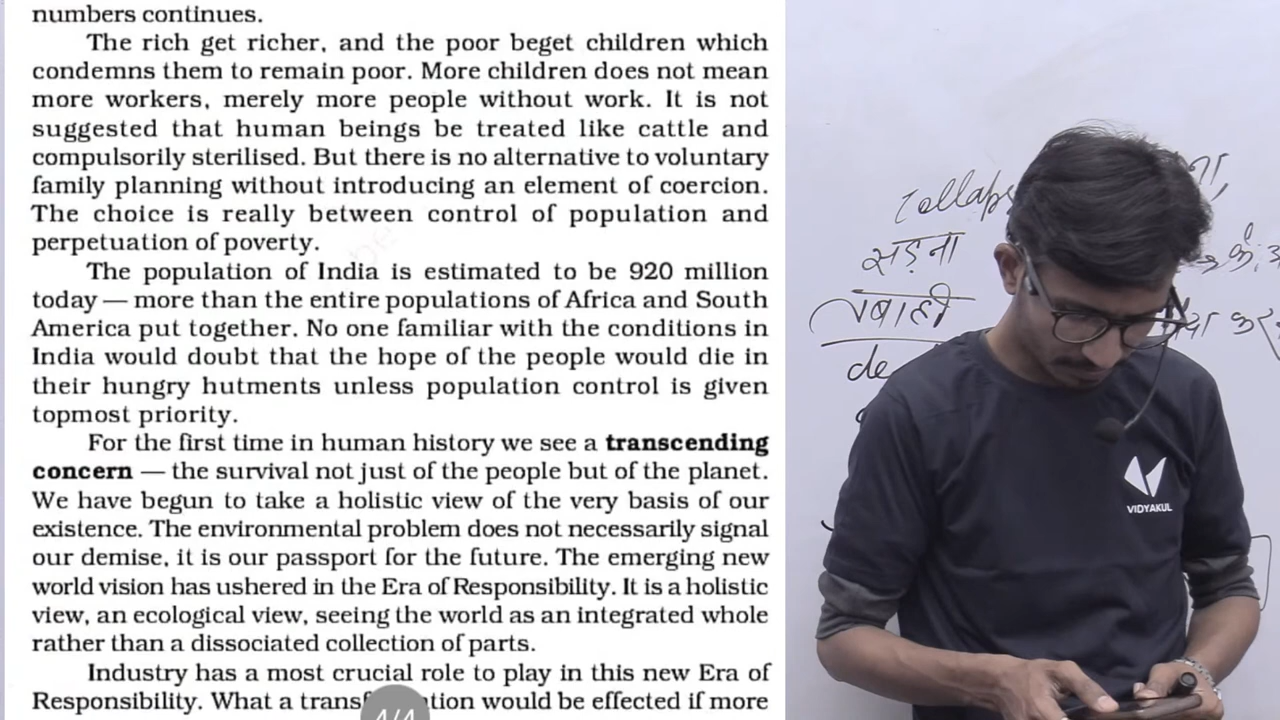 numbers continues.
The rich get richer, and the poor beget children which
condemns them to remain poor. More children does not mean
more workers, merely more people without work. It is not
suggested that human beings be treated like cattle and
compulsorily sterilised. But there is no alternative to voluntary
family planning without introducing an element of coercion.
The choice is really between control of population and
perpetuation of poverty.
The population of India is estimated to be 920 million
today — more than the entire populations of Africa and South
America put together. No one familiar with the conditions in
India would doubt that the hope of the people would die in
their hungry hutments unless population control is given
topmost priority.
For the first time in human history we see a transcending
concern — the survival not just of the people but of the planet.
We have begun to take a holistic view of the very basis of our
existence. The environmental problem does not necessarily signal
our demise, it is our passport for the future. The emerging new
world vision has ushered in the Era of Responsibility. It is a holistic
view, an ecological view, seeing the world as an integrated whole
rather than a dissociated collection of parts.
Industry has a most crucial role to play in this new Era of
Responsibility. What a transf tion would be effected if more
सड़ना
तबाही
de
VIDYAKUL